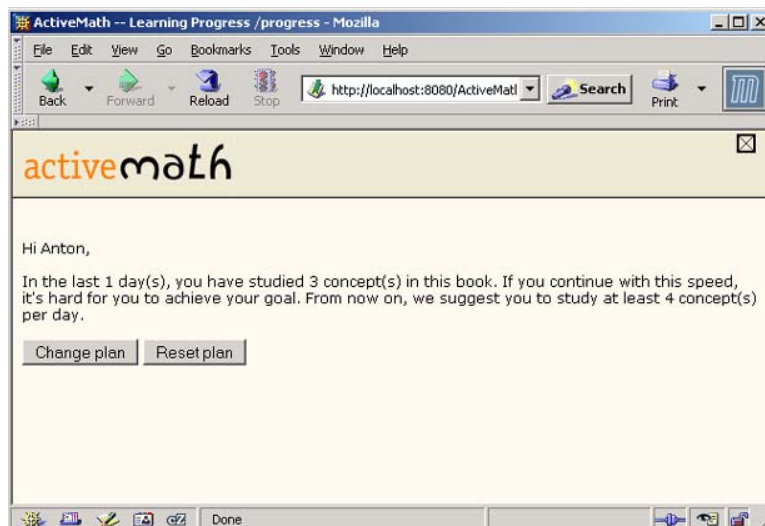 ActiveMath -- Learning Progress /progress - Mozilla
File Edit View Go Bookmarks Tools Window Help
Back Forward Reload Stop http://localhost:8080/ActiveMatl Search Print
activemath
Hi Anton,
In the last 1 day(s), you have studied 3 concept(s) in this book. If you continue with this speed,
it's hard for you to achieve your goal. From now on, we suggest you to study at least 4 concept(s)
per day.
Change plan Reset plan
Done